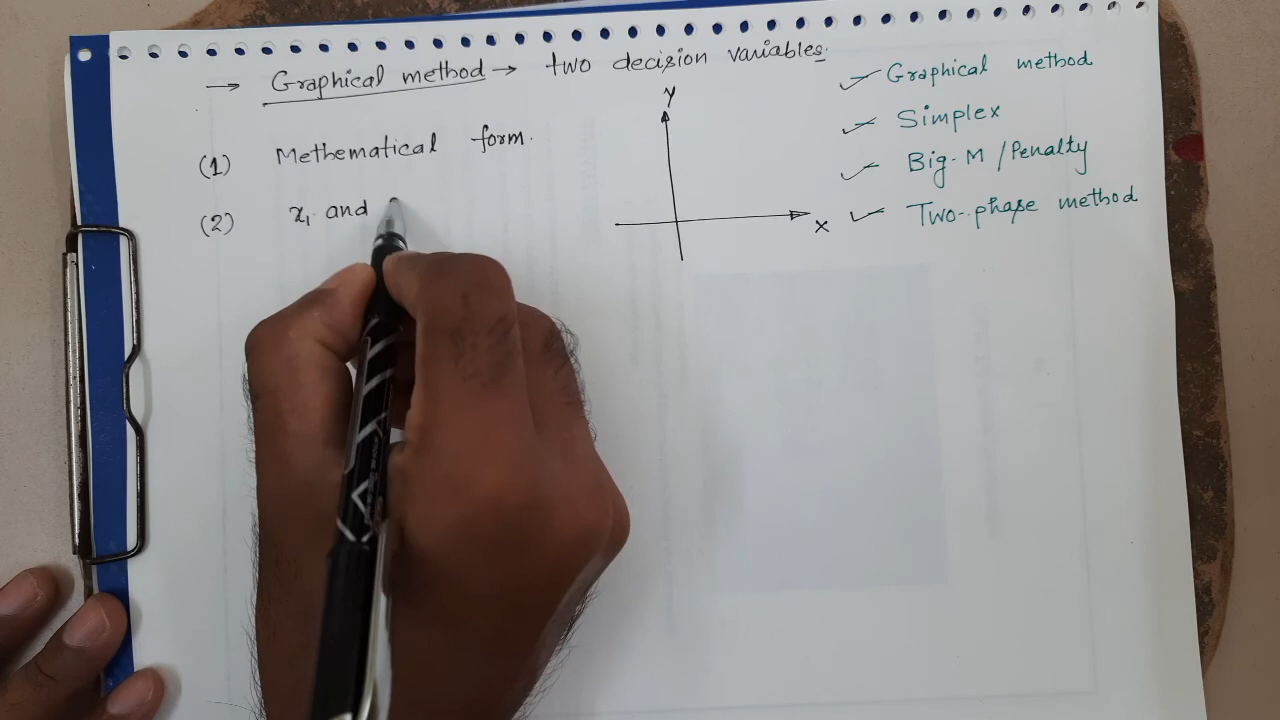 → Graphical method → two decision variables.
(1) Methematical form.
(2) x₁ and
Y
X
✓ Graphical method
✓ Simplex
✓ Big-M / Penalty
✓ Two-phase method